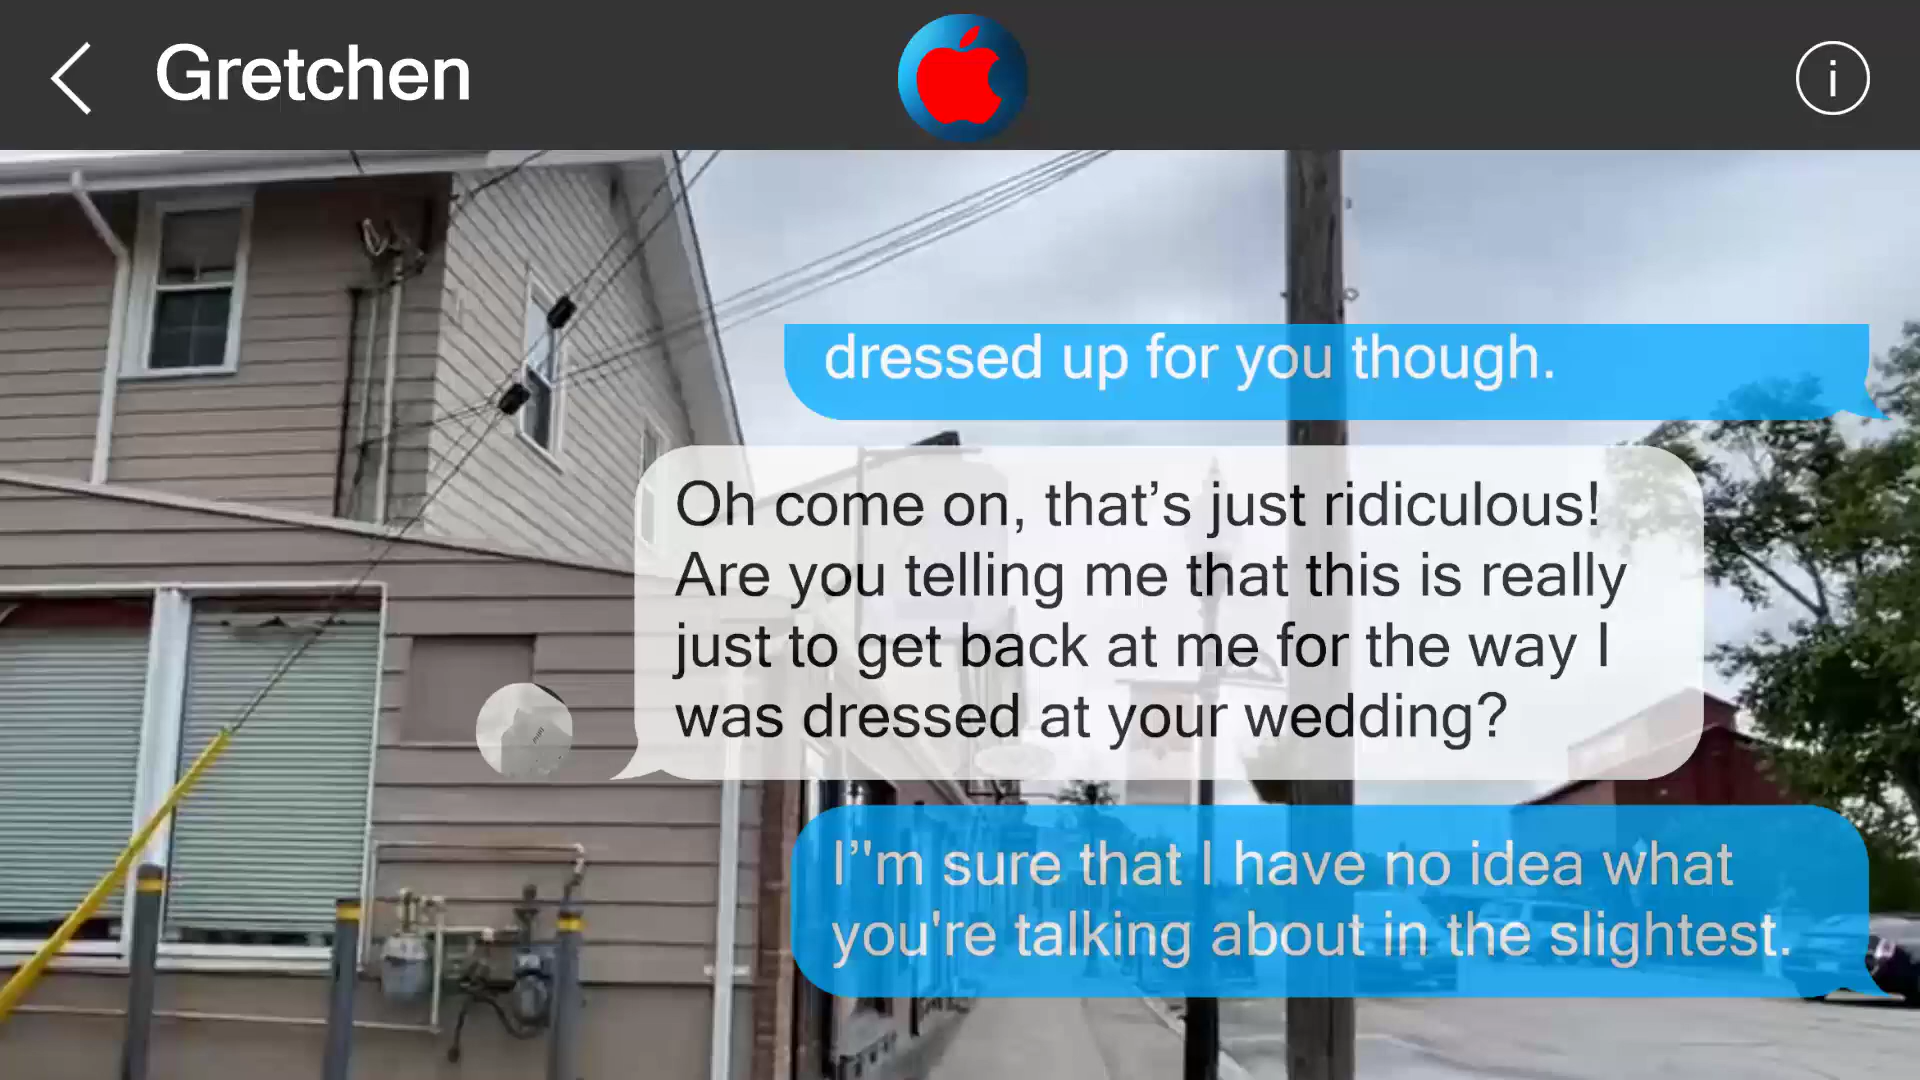 Gretchen
i
dressed up for you though.
Oh come on, that’s just ridiculous!
Are you telling me that this is really
just to get back at me for the way I
was dressed at your wedding?
I’"m sure that I have no idea what
you're talking about in the slightest.